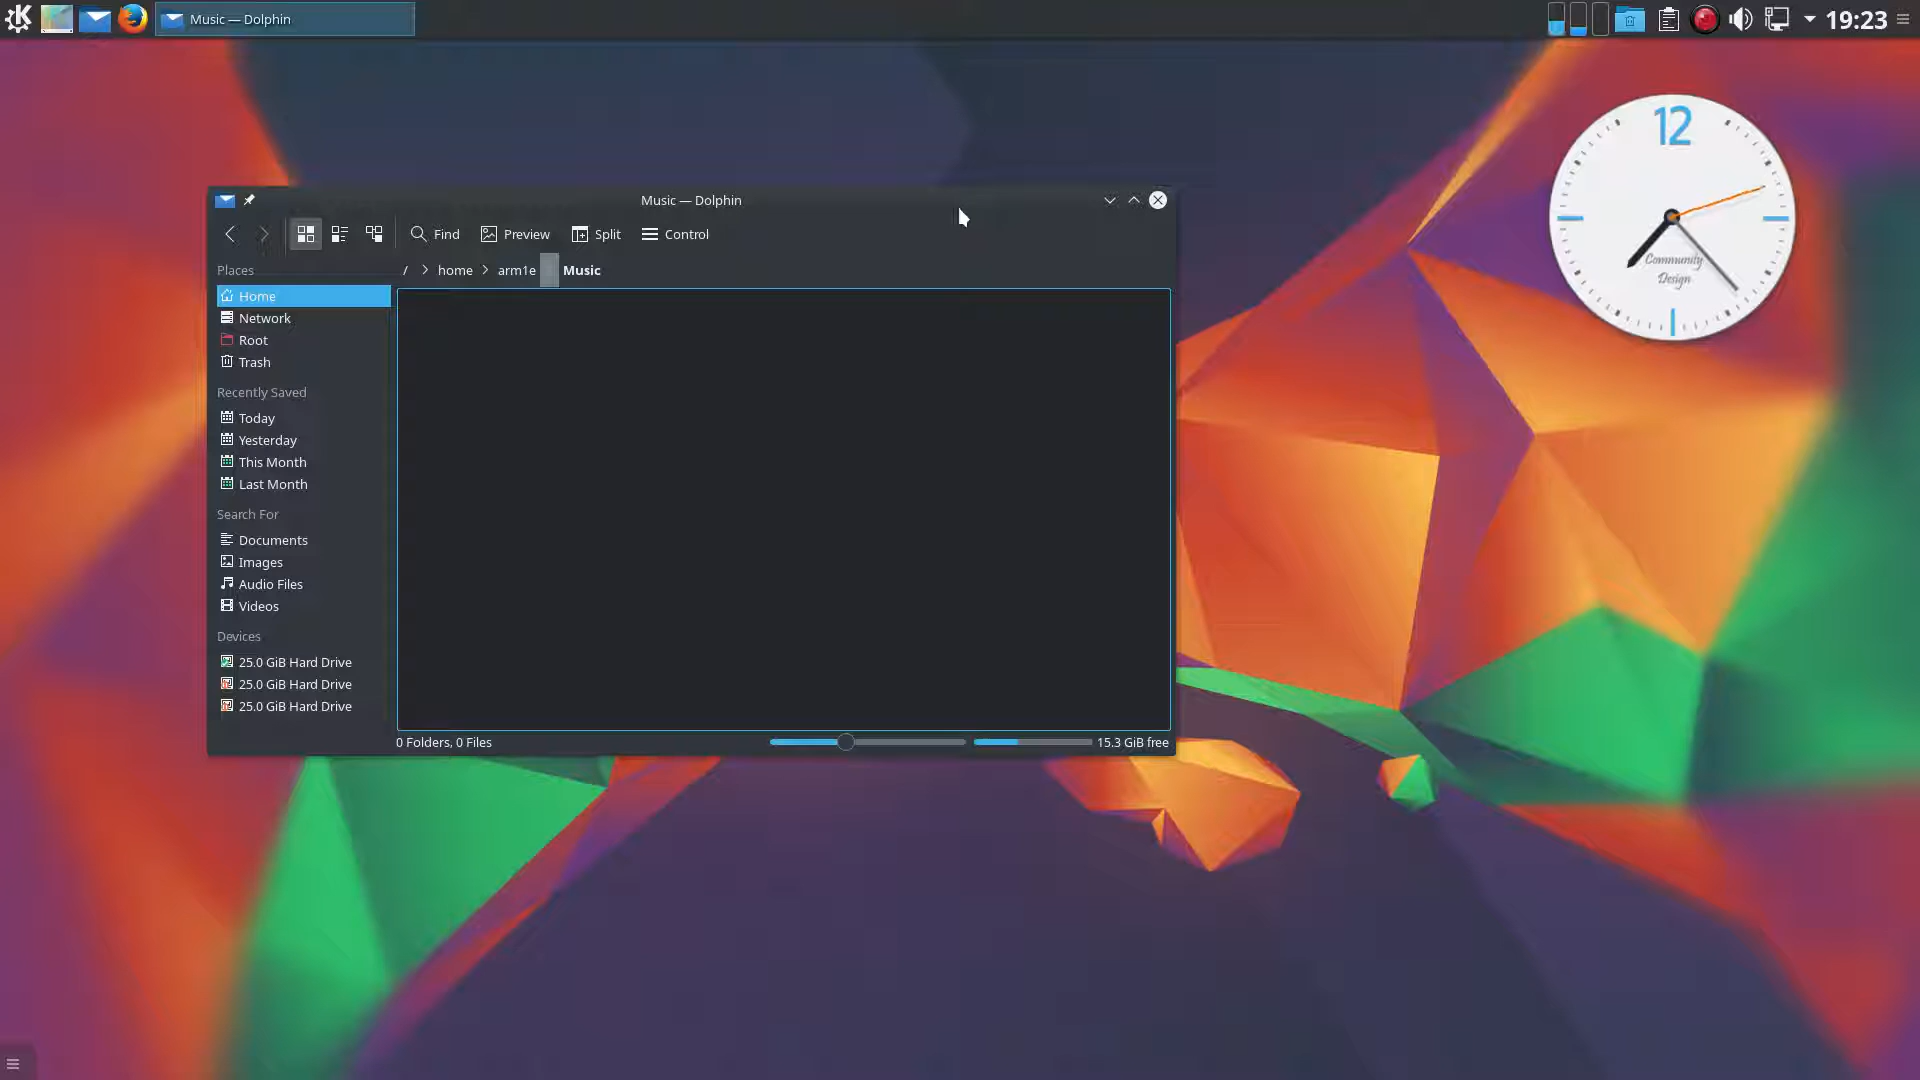 Music — Dolphin
19:23
12
Community
Design
Music — Dolphin
Find
Preview
Split
Control
Places
/ > home > arm1e Music
Home
Network
Root
Trash
Recently Saved
Today
Yesterday
This Month
Last Month
Search For
Documents
Images
Audio Files
Videos
Devices
25.0 GiB Hard Drive
25.0 GiB Hard Drive
25.0 GiB Hard Drive
0 Folders, 0 Files
15.3 GiB free